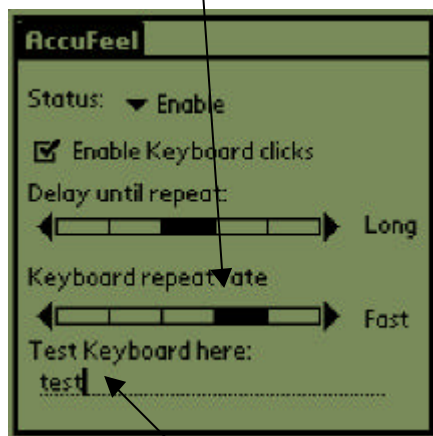 AccuFeel
Status: Enable
Enable Keyboard clicks
Delay until repeat:
Long
Keyboard repeat rate
Fast
Test Keyboard here:
test